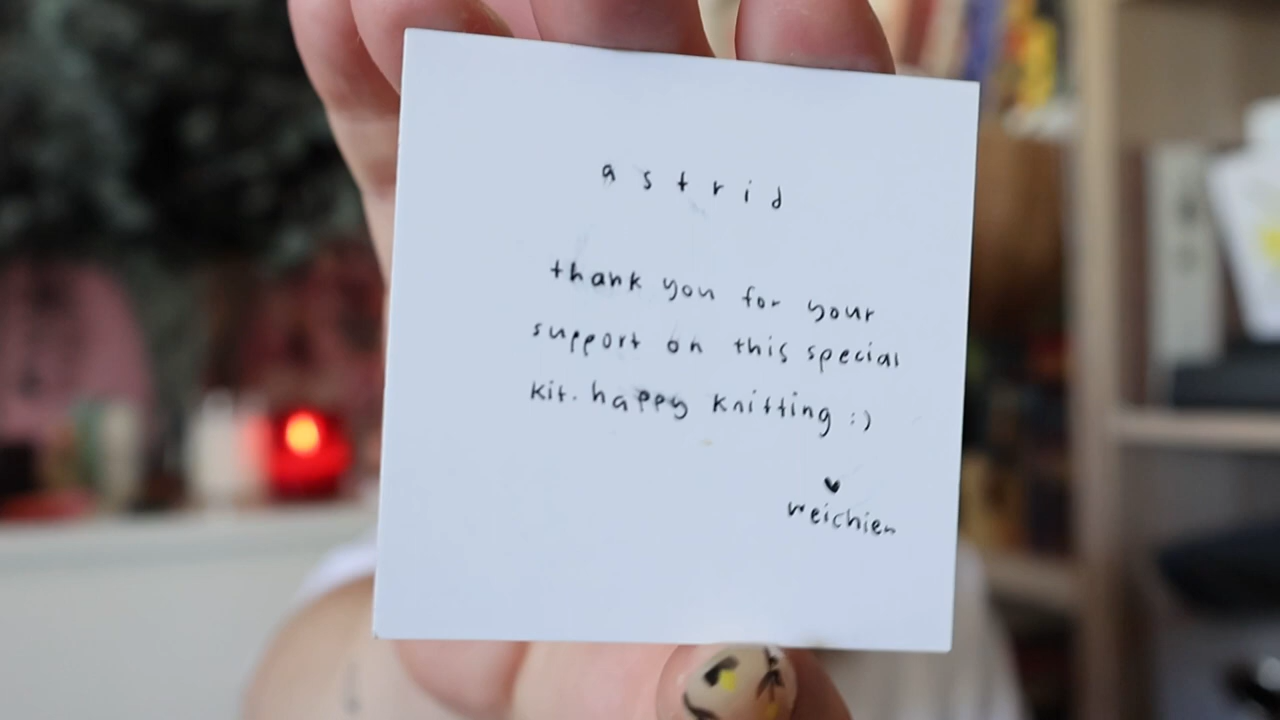 a s t r i d
thank you for your
support on this special
kit. happy knitting :)
♥
weichien